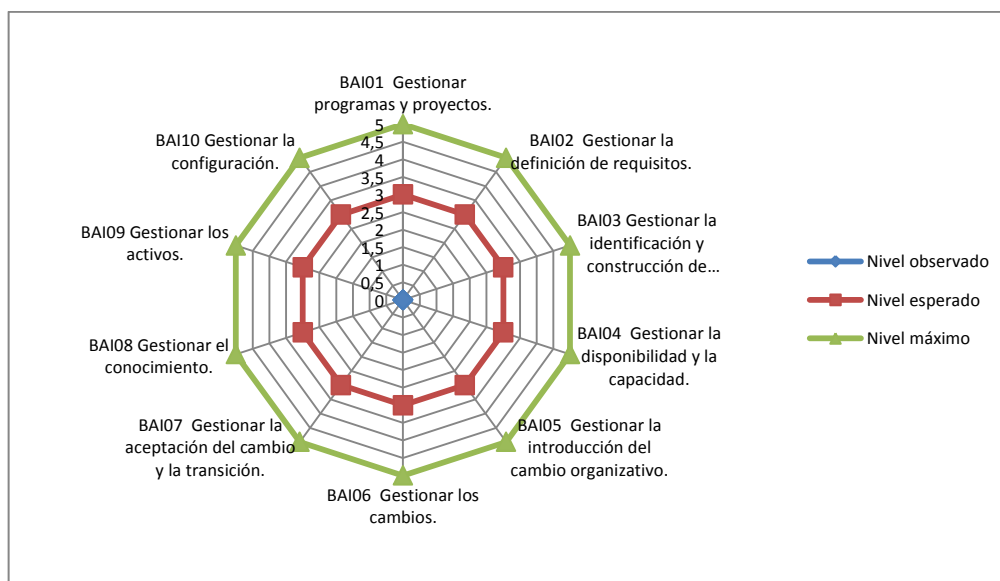 BAI01 Gestionar
programas y proyectos.
BAI02 Gestionar la
definición de requisitos.
BAI03 Gestionar la
identificación y
construcción de...
BAI04 Gestionar la
disponibilidad y la
capacidad.
BAI05 Gestionar la
introducción del
cambio organizativo.
BAI06 Gestionar los
cambios.
BAI07 Gestionar la
aceptación del cambio
y la transición.
BAI08 Gestionar el
conocimiento.
BAI09 Gestionar los
activos.
BAI10 Gestionar la
configuración.
5
4,5
4
3,5
3
2,5
2
1,5
1
0,5
0
Nivel observado
Nivel esperado
Nivel máximo